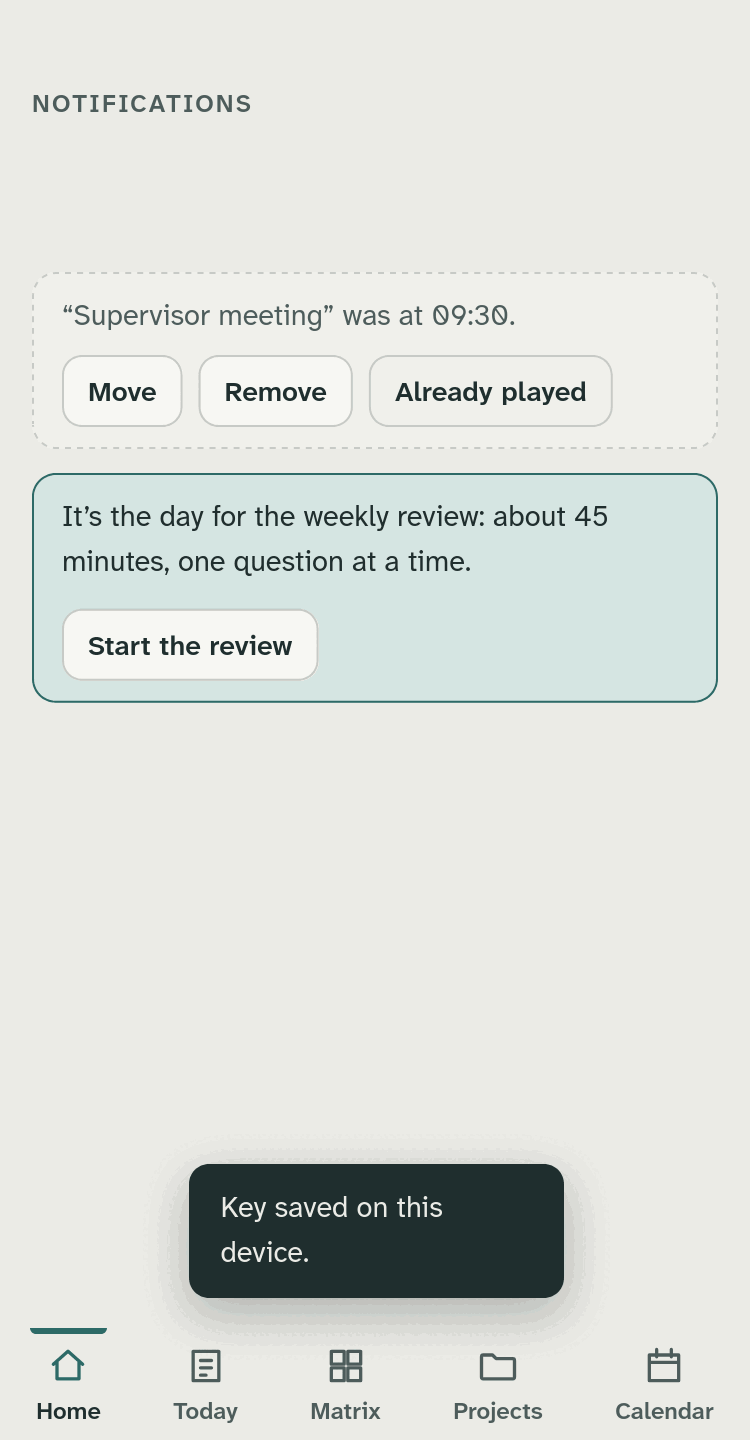 NOTIFICATIONS
“Supervisor meeting” was at 09:30.
Move
Remove
Already played
It’s the day for the weekly review: about 45
minutes, one question at a time.
Start the review
Key saved on this
device.
Home
Today
Matrix
Projects
Calendar